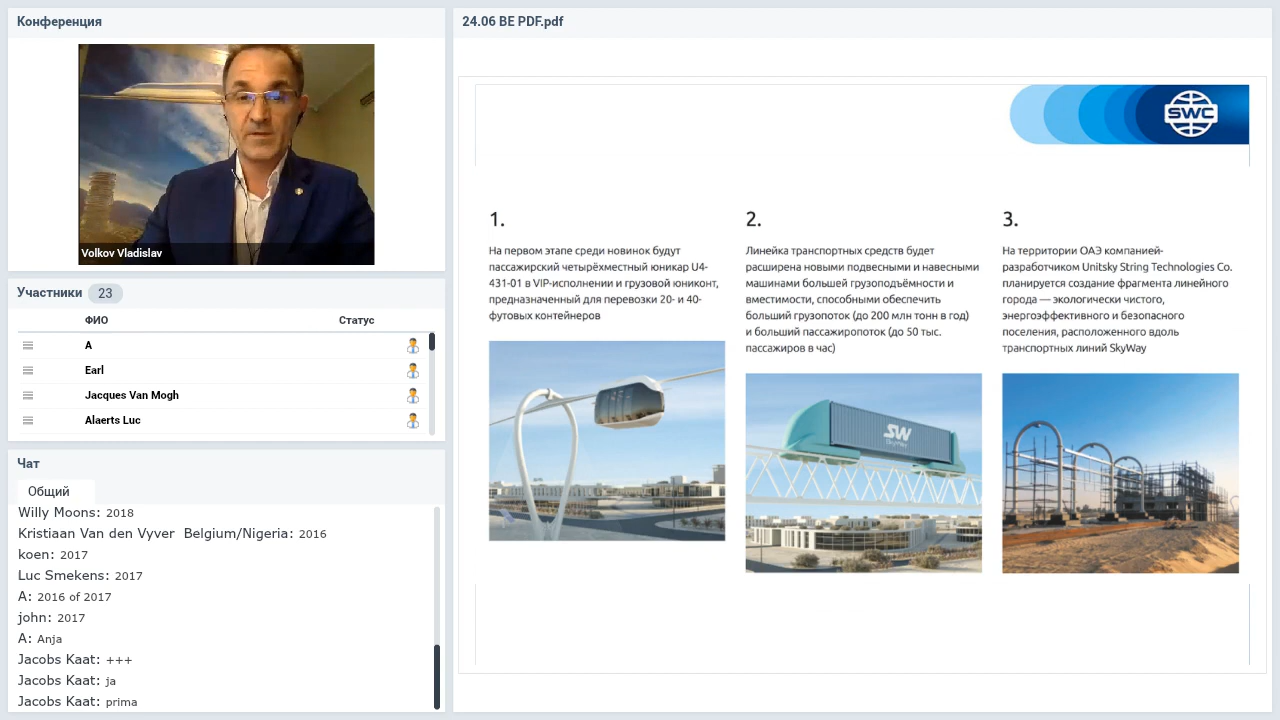 Конференция
Volkov Vladislav
Участники 23
ФИО Статус
A
Earl
Jacques Van Mogh
Alaerts Luc
Чат
Общий
Willy Moons: 2018
Kristiaan Van den Vyver Belgium/Nigeria: 2016
koen: 2017
Luc Smekens: 2017
A: 2016 of 2017
john: 2017
A: Anja
Jacobs Kaat: +++
Jacobs Kaat: ja
Jacobs Kaat: prima
24.06 BE PDF.pdf
SWC
1.
На первом этапе среди новинок будут
пассажирский четырёхместный юникар U4-
431-01 в VIP-исполнении и грузовой юниконт,
предназначенный для перевозки 20- и 40-
футовых контейнеров
2.
Линейка транспортных средств будет
расширена новыми подвесными и навесными
машинами большей грузоподъёмности и
вместимости, способными обеспечить
больший грузопоток (до 200 млн тонн в год)
и больший пассажиропоток (до 50 тыс.
пассажиров в час)
SW
SkyWay
3.
На территории ОАЭ компанией-
разработчиком Unitsky String Technologies Co.
планируется создание фрагмента линейного
города — экологически чистого,
энергоэффективного и безопасного
поселения, расположенного вдоль
транспортных линий SkyWay